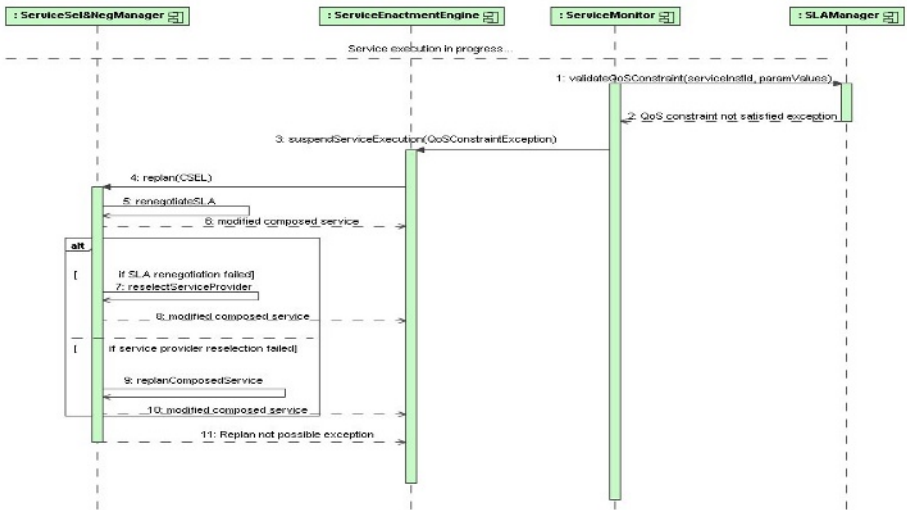 : ServiceSel&NegManager
: ServiceEnactmentEngine
: ServiceMonitor
: SLAManager
Service execution in progress...
1: validateQoSConstraint(serviceInstId, paramValues)
2: QoS constraint not satisfied exception
3: suspendServiceExecution(QoSConstraintException)
4: replan(CSEL)
5: renegotiateSLA
6: modified composed service
alt
[ if SLA renegotiation failed]
7: reselectServiceProvider
8: modified composed service
[ if service provider reselection failed]
9: replanComposedService
10: modified composed service
11: Replan not possible exception